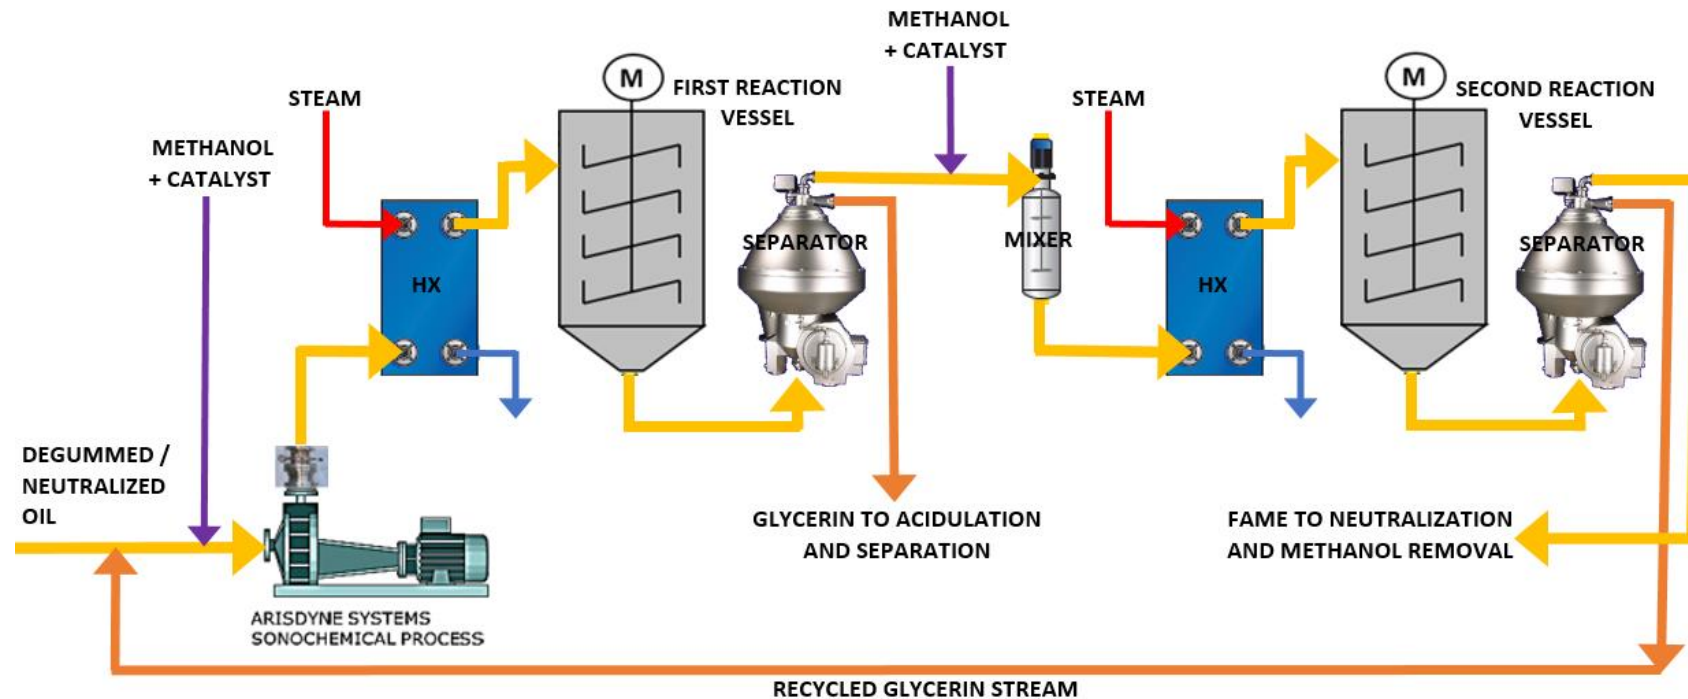 METHANOL
+ CATALYST
M
FIRST REACTION
VESSEL
STEAM
METHANOL
+ CATALYST
HX
SEPARATOR
MIXER
STEAM
HX
M
SECOND REACTION
VESSEL
SEPARATOR
DEGUMMED /
NEUTRALIZED
OIL
GLYCERIN TO ACIDULATION
AND SEPARATION
FAME TO NEUTRALIZATION
AND METHANOL REMOVAL
ARISDYNE SYSTEMS
SONOCHEMICAL PROCESS
RECYCLED GLYCERIN STREAM